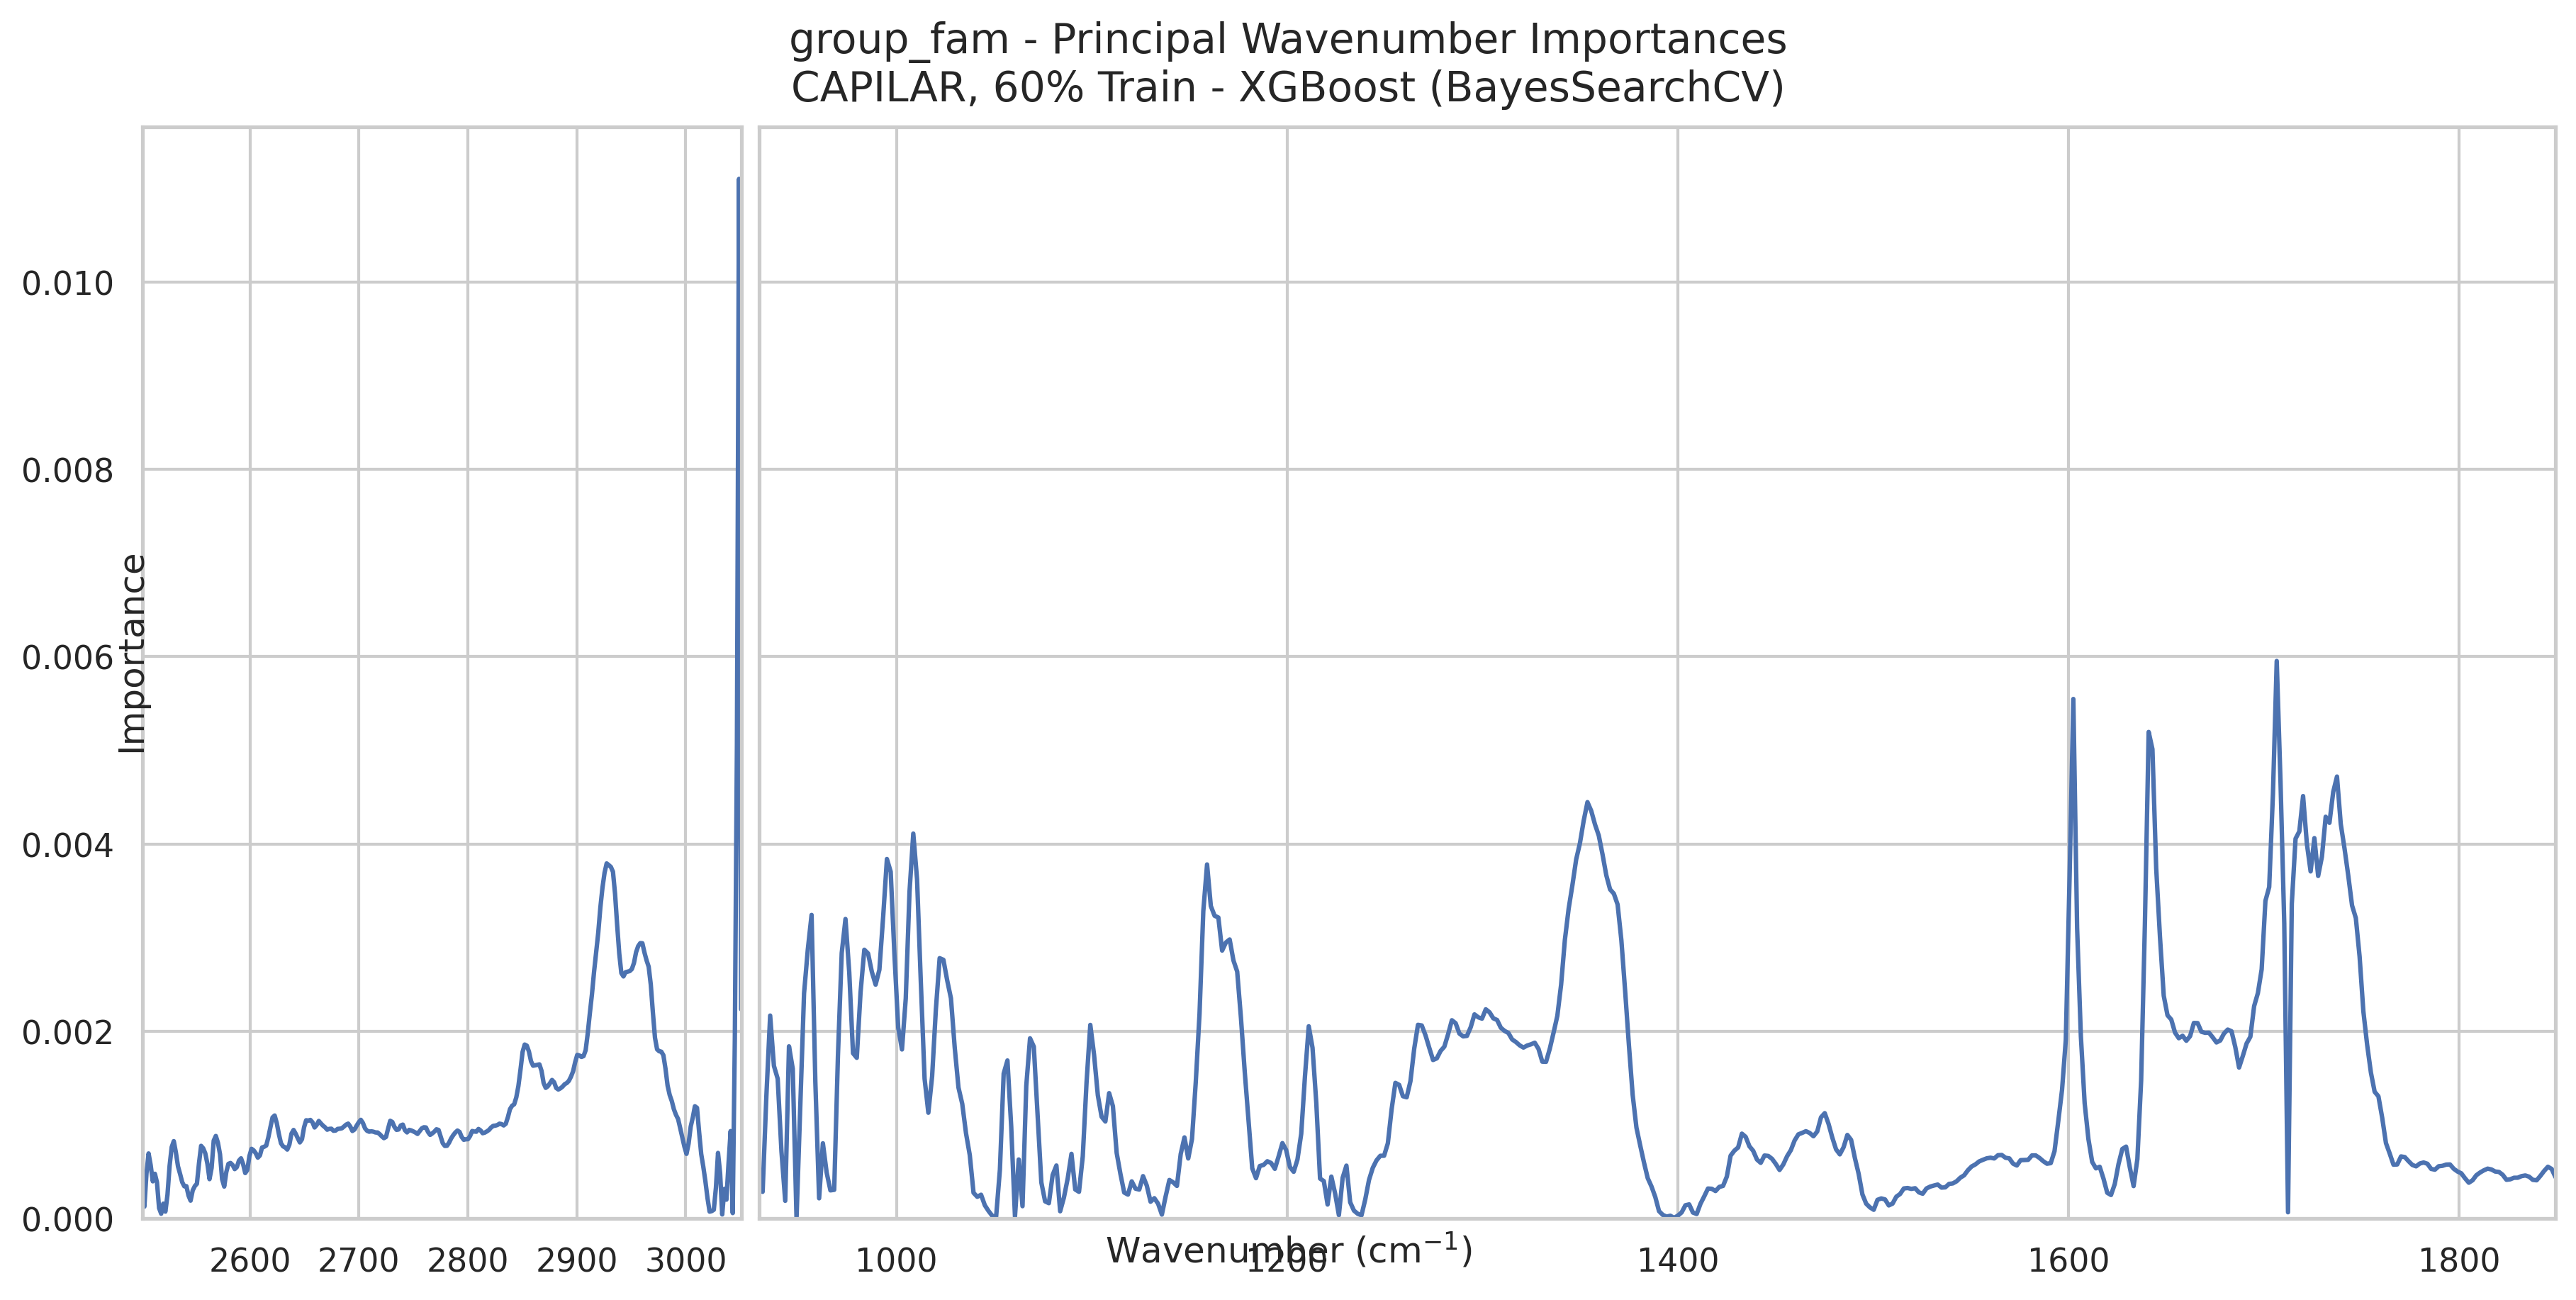 group_fam - Principal Wavenumber Importances
CAPILAR, 60% Train - XGBoost (BayesSearchCV)
Importance
0.010
0.008
0.006
0.004
0.002
0.000
2600 2700 2800 2900 3000 1000 1200 1400 1600 1800
Wavenumber (cm⁻¹)